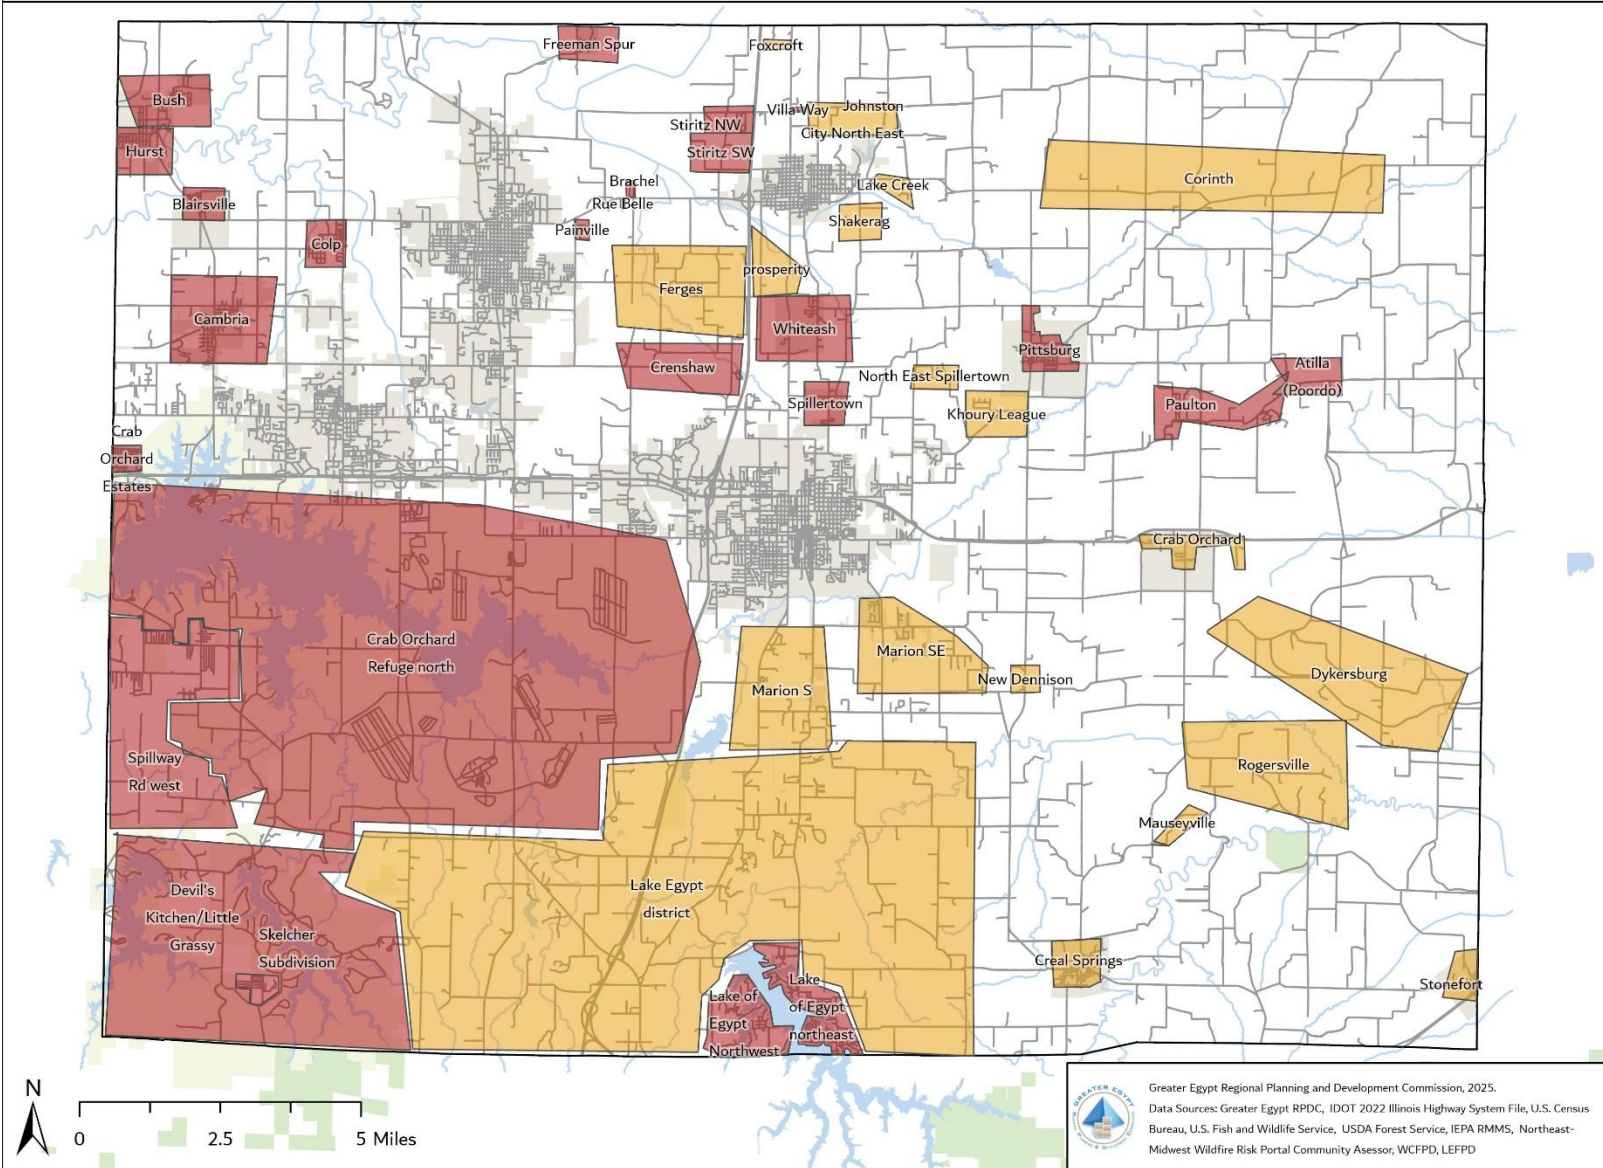 Freeman Spur
Foxcroft
Bush
Villa Way
Johnston
City North East
Stiritz NW
Stiritz SW
Hurst
Corinth
Brachel
Rue Belle
Lake Creek
Blairsville
Shakerag
Painville
Colp
prosperity
Ferges
Cambria
Whiteash
Pittsburg
Crenshaw
Atilla
(Poordo)
North East Spillertown
Spillertown
Khoury League
Paulton
Crab
Orchard
Estates
Crab Orchard
Crab Orchard
Refuge north
Marion SE
New Dennison
Dykersburg
Marion S
Spillway
Rd west
Rogersville
Mauseyville
Devil's
Kitchen/Little
Grassy
Lake Egypt
district
Skelcher
Subdivision
Creal Springs
Lake
of Egypt
northeast
Stonefort
Lake of
Egypt
Northwest
N
0
2.5
5 Miles
GREATER EGYPT
Greater Egypt Regional Planning and Development Commission, 2025.
Data Sources: Greater Egypt RPDC, IDOT 2022 Illinois Highway System File, U.S. Census
Bureau, U.S. Fish and Wildlife Service, USDA Forest Service, IEPA RMMS, Northeast-
Midwest Wildfire Risk Portal Community Asessor, WCFPD, LEFPD